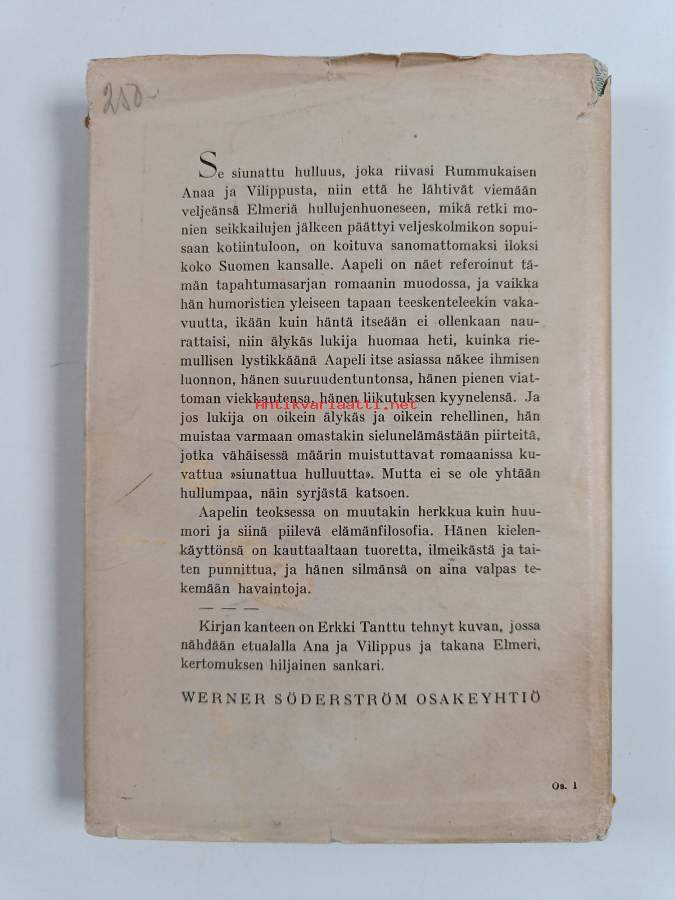 250-
Se siunattu hulluus, joka riivasi Rummukaisen
Anaa ja Vilippusta, niin että he lähtivät viemään
veljeänsä Elmeriä hullujenhuoneseen, mikä retki mo-
nien seikkailujen jälkeen päättyi veljeskolmikon sopui-
saan kotiintuloon, on koituva sanomattomaksi iloksi
koko Suomen kansalle. Aapeli on näet referoinut tä-
män tapahtumasarjan romaanin muodossa, ja vaikka
hän humoristien yleiseen tapaan teeskenteleekin vaka-
vuutta, ikään kuin häntä itseään ei ollenkaan nau-
rattaisi, niin älykäs lukija huomaa heti, kuinka rie-
mullisen lystikkäänä Aapeli itse asiassa näkee ihmisen
luonnon, hänen suuruudentuntonsa, hänen pienen viat-
toman viekkautensa, hänen liikutuksen kyynelensä. Ja
Antikvariaatti.net
jos lukija on oikein älykäs ja oikein rehellinen, hän
muistaa varmaan omastakin sielunelämästään piirteitä,
jotka vähäisessä määrin muistuttavat romaanissa ku-
vattua »siunattua hulluutta». Mutta ei se ole yhtään
hullumpaa, näin syrjästä katsoen.
Aapelin teoksessa on muutakin herkkua kuin huu-
mori ja siinä piilevä elämänfilosofia. Hänen kielen-
käyttönsä on kauttaaltaan tuoretta, ilmeikästä ja tai-
ten punnittua, ja hänen silmänsä on aina valpas te-
kemään havaintoja.
— — —
Kirjan kanteen on Erkki Tanttu tehnyt kuvan, jossa
nähdään etualalla Ana ja Vilippus ja takana Elmeri,
kertomuksen hiljainen sankari.
WERNER SÖDERSTRÖM OSAKEYHTIÖ
Os. 1